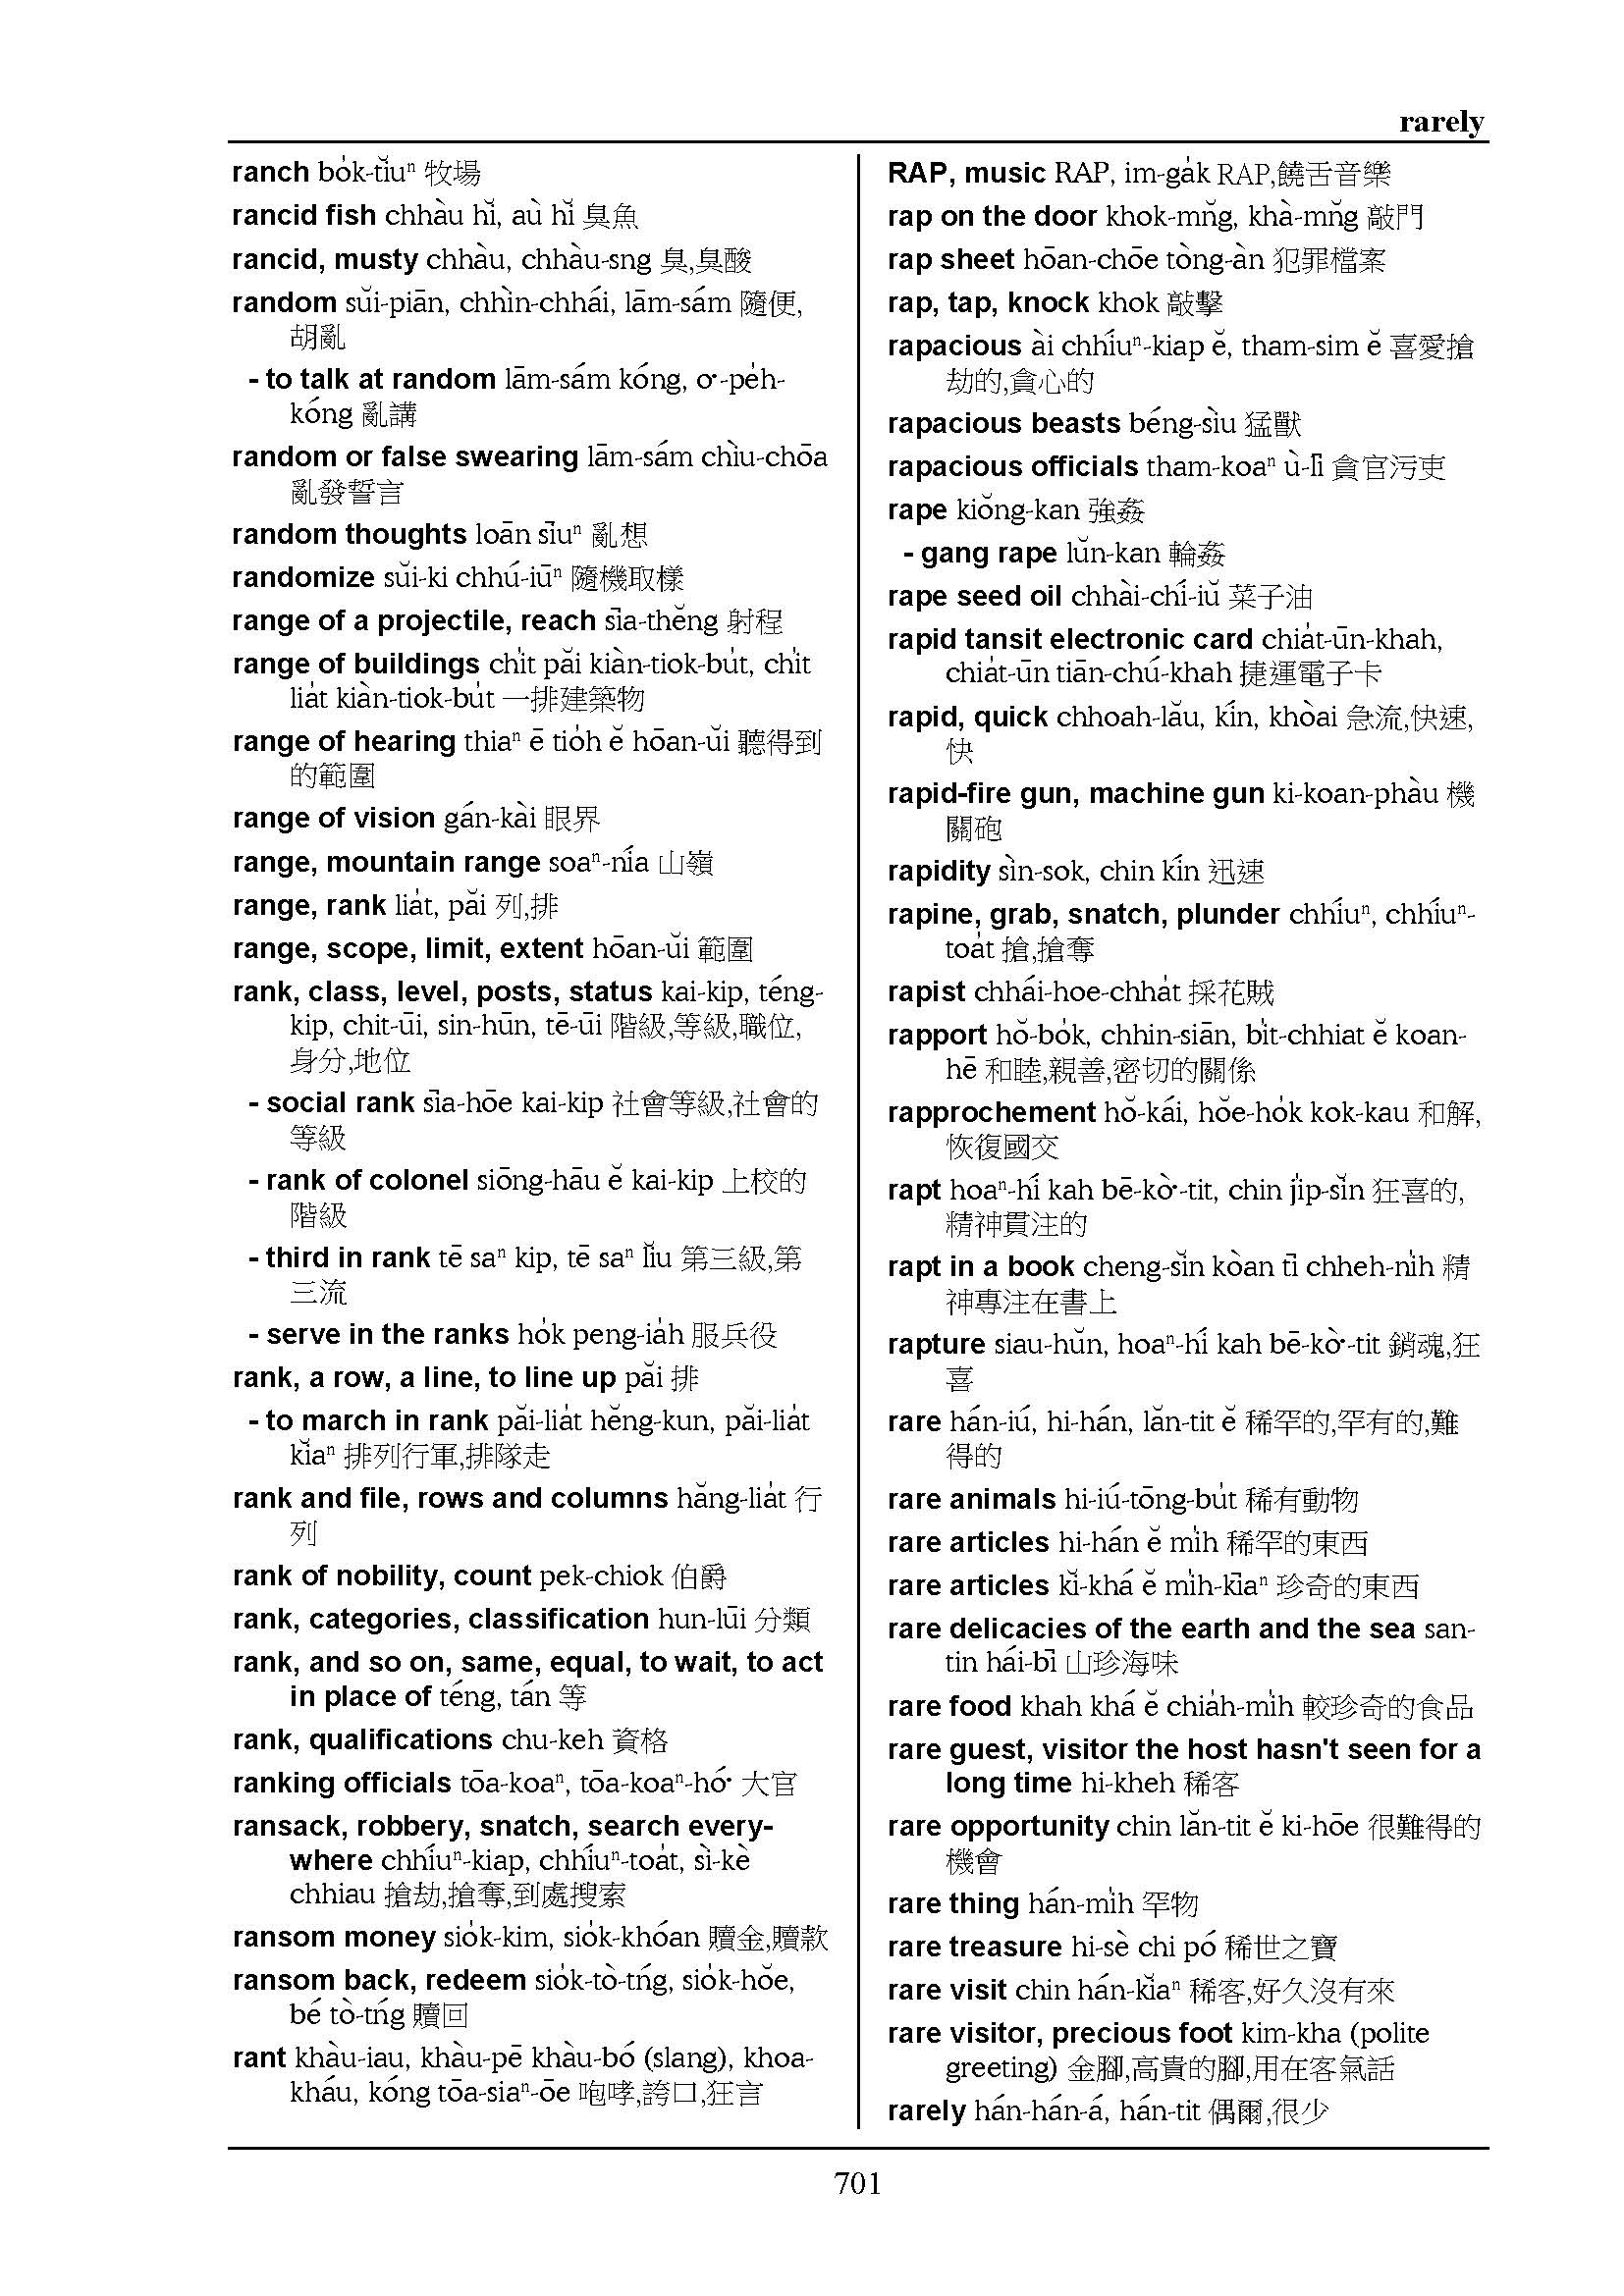 rarely
ranch bo̍k-tĭuⁿ 牧場
rancid fish chhàu hĭ, aù hĭ 臭魚
rancid, musty chhàu, chhàu-sng 臭,臭酸
random sŭi-piān, chhìn-chhái, lām-sám 隨便,
胡亂
- to talk at random lām-sám kóng, o͘-pe̍h-
kóng 亂講
random or false swearing lām-sám chìu-chōa
亂發誓言
random thoughts loān sīuⁿ 亂想
randomize sŭi-ki chhú-iūⁿ 隨機取樣
range of a projectile, reach sīa-thĕng 射程
range of buildings chi̍t păi kiàn-tiok-bu̍t, chi̍t
lia̍t kiàn-tiok-bu̍t 一排建築物
range of hearing thiaⁿ ē tio̍h ĕ hōan-ŭi 聽得到
的範圍
range of vision gán-kài 眼界
range, mountain range soaⁿ-nía 山嶺
range, rank lia̍t, păi 列,排
range, scope, limit, extent hōan-ŭi 範圍
rank, class, level, posts, status kai-kip, téng-
kip, chit-ūi, sin-hūn, tē-ūi 階級,等級,職位,
身分,地位
- social rank sīa-hōe kai-kip 社會等級,社會的
等級
- rank of colonel siōng-hāu ĕ kai-kip 上校的
階級
- third in rank tē saⁿ kip, tē saⁿ lĭu 第三級,第
三流
- serve in the ranks ho̍k peng-ia̍h 服兵役
rank, a row, a line, to line up păi 排
- to march in rank păi-lia̍t hĕng-kun, păi-lia̍t
kĭaⁿ 排列行軍,排隊走
rank and file, rows and columns hăng-lia̍t 行
列
rank of nobility, count pek-chiok 伯爵
rank, categories, classification hun-lūi 分類
rank, and so on, same, equal, to wait, to act
in place of téng, tán 等
rank, qualifications chu-keh 資格
ranking officials tōa-koaⁿ, tōa-koaⁿ-hó͘ 大官
ransack, robbery, snatch, search every-
where chhíuⁿ-kiap, chhíuⁿ-toa̍t, sì-kè
chhiau 搶劫,搶奪,到處搜索
ransom money sio̍k-kim, sio̍k-khóan 贖金,贖款
ransom back, redeem sio̍k-tò-tńg, sio̍k-hŏe,
bé tò-tńg 贖回
rant khàu-iau, khàu-pē khàu-bó (slang), khoa-
kháu, kóng tōa-siaⁿ-ōe 咆哮,誇口,狂言
RAP, music RAP, im-ga̍k RAP,饒舌音樂
rap on the door khok-mn̆g, khà-mn̆g 敲門
rap sheet hōan-chōe tòng-àn 犯罪檔案
rap, tap, knock khok 敲擊
rapacious ài chhíuⁿ-kiap ĕ, tham-sim ĕ 喜愛搶
劫的,貪心的
rapacious beasts béng-sìu 猛獸
rapacious officials tham-koaⁿ ù-lī 貪官污吏
rape kiŏng-kan 強姦
- gang rape lŭn-kan 輪姦
rape seed oil chhài-chí-iŭ 菜子油
rapid tansit electronic card chia̍t-ūn-khah,
chia̍t-ūn tiān-chú-khah 捷運電子卡
rapid, quick chhoah-lău, kín, khòai 急流,快速,
快
rapid-fire gun, machine gun ki-koan-phàu 機
關砲
rapidity sìn-sok, chin kín 迅速
rapine, grab, snatch, plunder chhíuⁿ, chhíuⁿ-
toa̍t 搶,搶奪
rapist chhái-hoe-chha̍t 採花賊
rapport hŏ-bo̍k, chhin-siān, bi̍t-chhiat ĕ koan-
hē 和睦,親善,密切的關係
rapprochement hŏ-kái, hŏe-ho̍k kok-kau 和解,
恢復國交
rapt hoaⁿ-hí kah bē-kò͘-tit, chin ji̍p-sĭn 狂喜的,
精神貫注的
rapt in a book cheng-sĭn kòan tī chheh-ni̍h 精
神專注在書上
rapture siau-hŭn, hoaⁿ-hí kah bē-kò͘-tit 銷魂,狂
喜
rare hán-iú, hi-hán, lăn-tit ĕ 稀罕的,罕有的,難
得的
rare animals hi-iú-tōng-bu̍t 稀有動物
rare articles hi-hán ĕ mi̍h 稀罕的東西
rare articles kĭ-khá ĕ mi̍h-kīaⁿ 珍奇的東西
rare delicacies of the earth and the sea san-
tin hái-bī 山珍海味
rare food khah khá ĕ chia̍h-mi̍h 較珍奇的食品
rare guest, visitor the host hasn't seen for a
long time hi-kheh 稀客
rare opportunity chin lăn-tit ĕ ki-hōe 很難得的
機會
rare thing hán-mi̍h 罕物
rare treasure hi-sè chi pó 稀世之寶
rare visit chin hán-kĭaⁿ 稀客,好久沒有來
rare visitor, precious foot kim-kha (polite
greeting) 金腳,高貴的腳,用在客氣話
rarely hán-hán-á, hán-tit 偶爾,很少
701